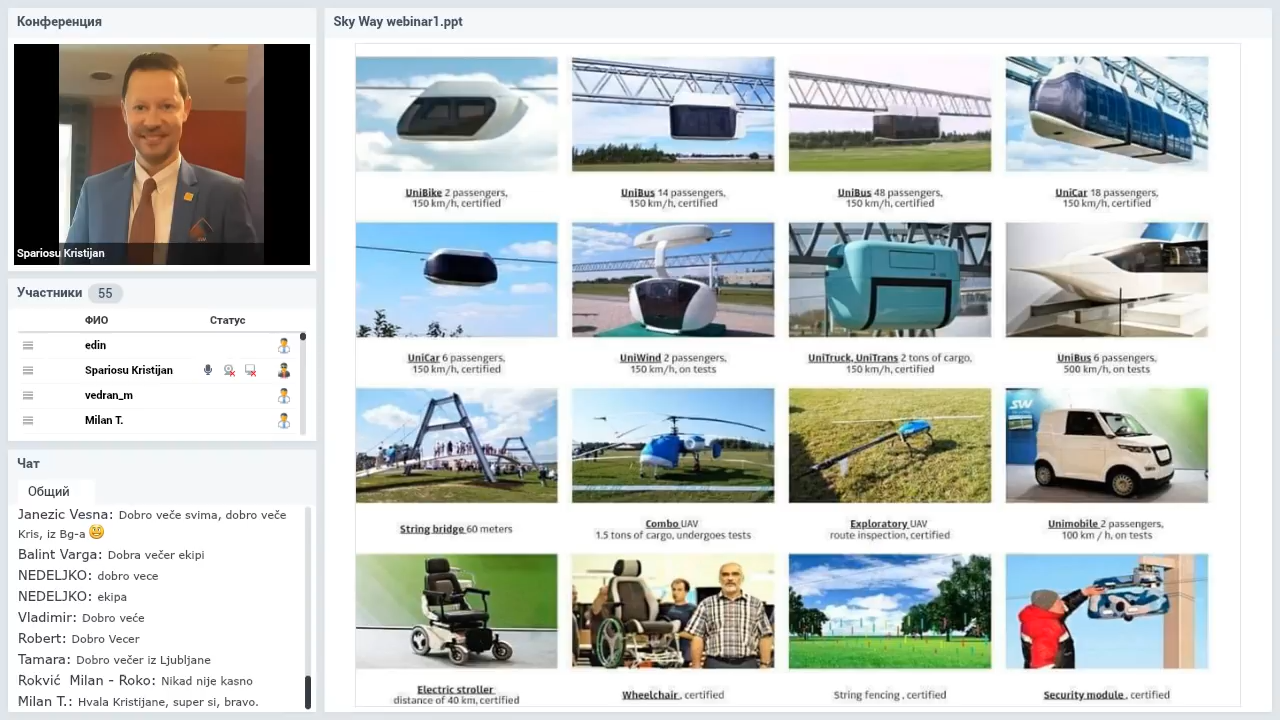 Конференция
Spariosu Kristijan
Участники 55
ФИО Статус
edin
Spariosu Kristijan
vedran_m
Milan T.
Чат
Общий
Janezic Vesna: Dobro veče svima, dobro veče
Kris, iz Bg-a
Balint Varga: Dobra večer ekipi
NEDELJKO: dobro vece
NEDELJKO: ekipa
Vladimir: Dobro veće
Robert: Dobro Vecer
Tamara: Dobro večer iz Ljubljane
Rokvić Milan - Roko: Nikad nije kasno
Milan T.: Hvala Kristijane, super si, bravo.
Sky Way webinar1.ppt
UniBike 2 passengers,
150 km/h, certified
UniBus 14 passengers,
150 km/h, certified
UniBus 48 passengers,
150 km/h, certified
UniCar 18 passengers,
150 km/h, certified
UniCar 6 passengers,
150 km/h, certified
UniWind 2 passengers,
150 km/h, on tests
UniTruck, UniTrans 2 tons of cargo,
150 km/h, certified
UniBus 6 passengers,
500 km/h, on tests
String bridge 60 meters
Combo UAV
1.5 tons of cargo, undergoes tests
Exploratory UAV
route inspection, certified
SW
Unimobile 2 passengers,
100 km / h, on tests
Electric stroller
distance of 40 km, certified
Wheelchair , certified
String fencing , certified
Security module , certified